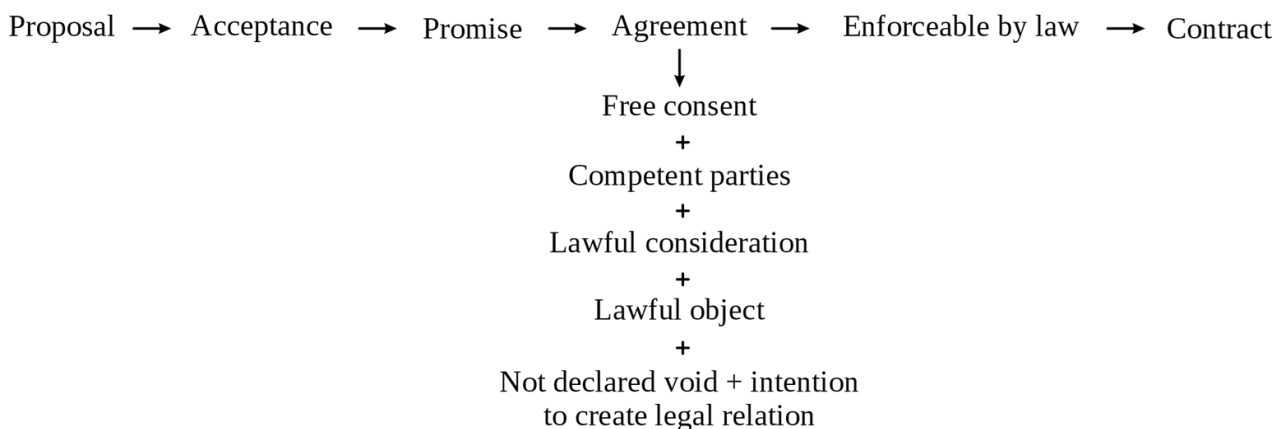 Proposal → Acceptance → Promise → Agreement → Enforceable by law → Contract
↓
Free consent
+
Competent parties
+
Lawful consideration
+
Lawful object
+
Not declared void + intention
to create legal relation